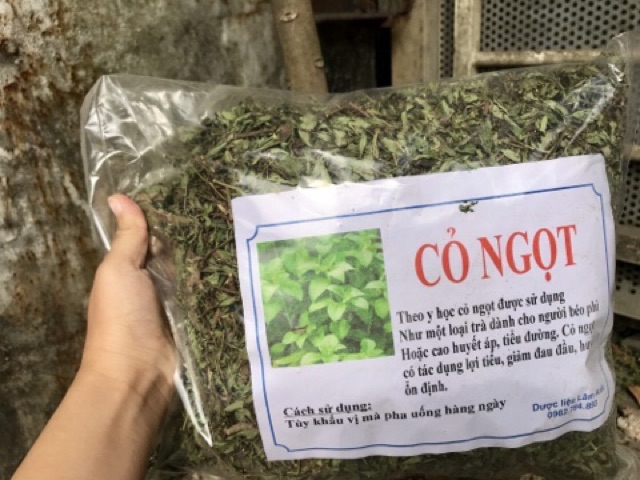 CỎ NGỌT
Theo y học cỏ ngọt được sử dụng
Như một loại trà dành cho người béo phì
Hoặc cao huyết áp, tiểu đường. Cỏ ngọt
có tác dụng lợi tiểu, giảm đau đầu,
ổn định.
Cách sử dụng:
Tùy khẩu vị mà pha uống hàng ngày
Dược liệu